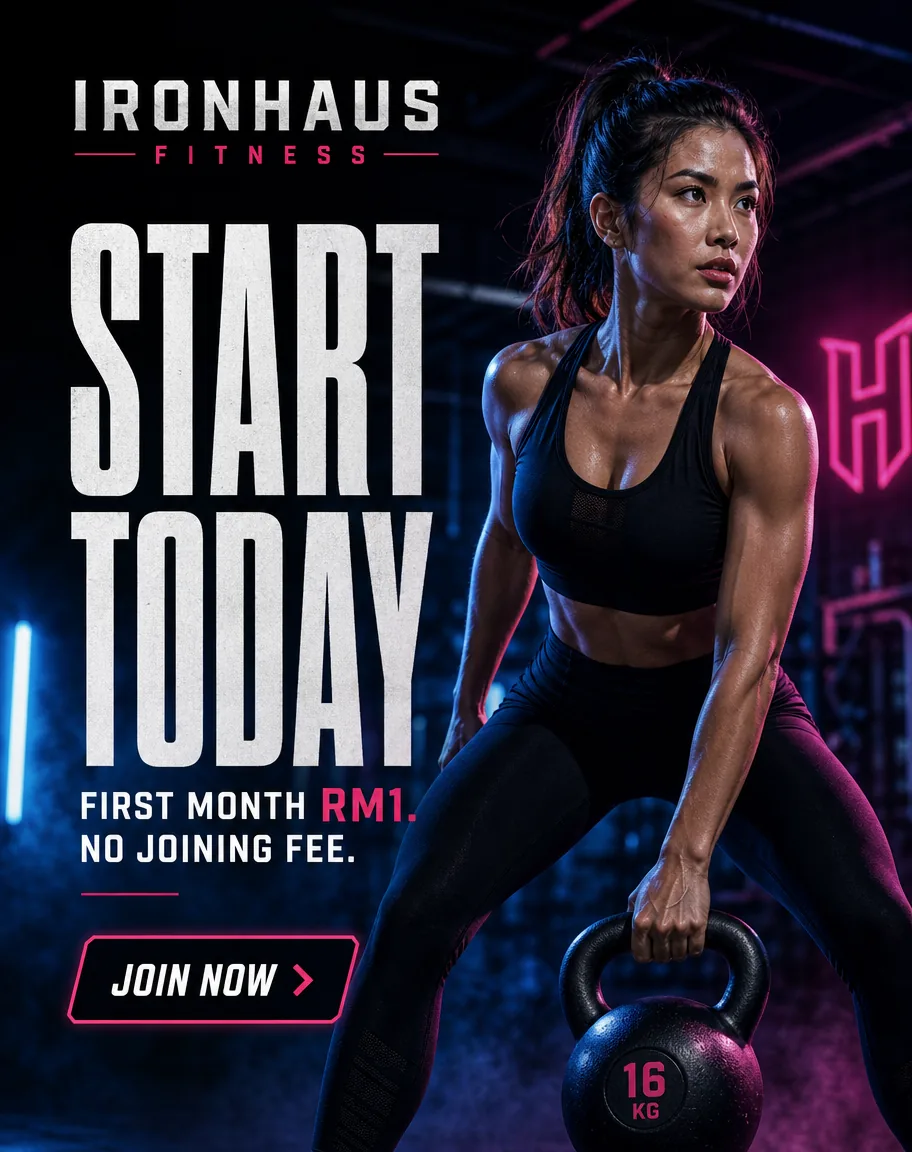 IRONHAUS
FITNESS
START
TODAY
FIRST MONTH RM1.
NO JOINING FEE.
JOIN NOW
H
16
KG